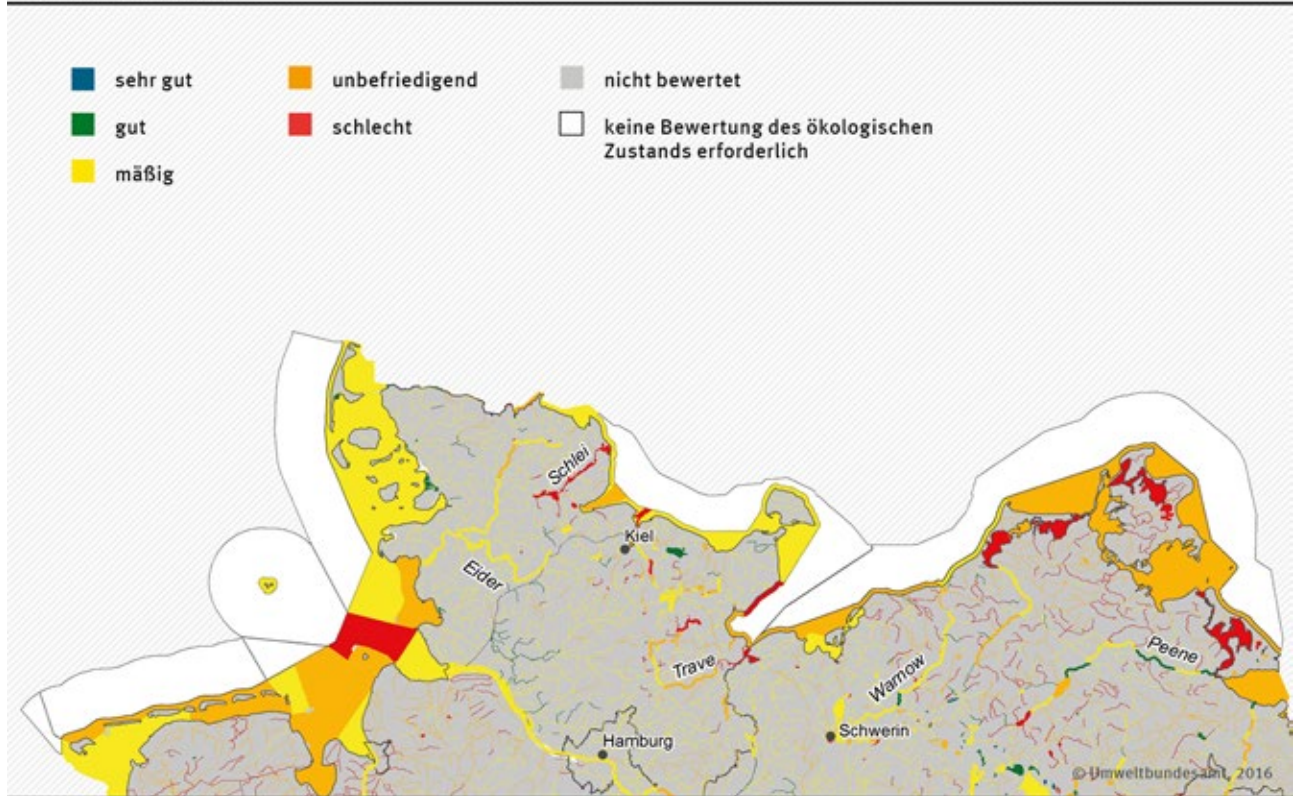 sehr gut
gut
mäßig
unbefriedigend
schlecht
nicht bewertet
keine Bewertung des ökologischen
Zustands erforderlich
Schlei
Kiel
Eider
Trave
Warnow
Peene
Schwerin
Hamburg
© Umweltbundesamt, 2016